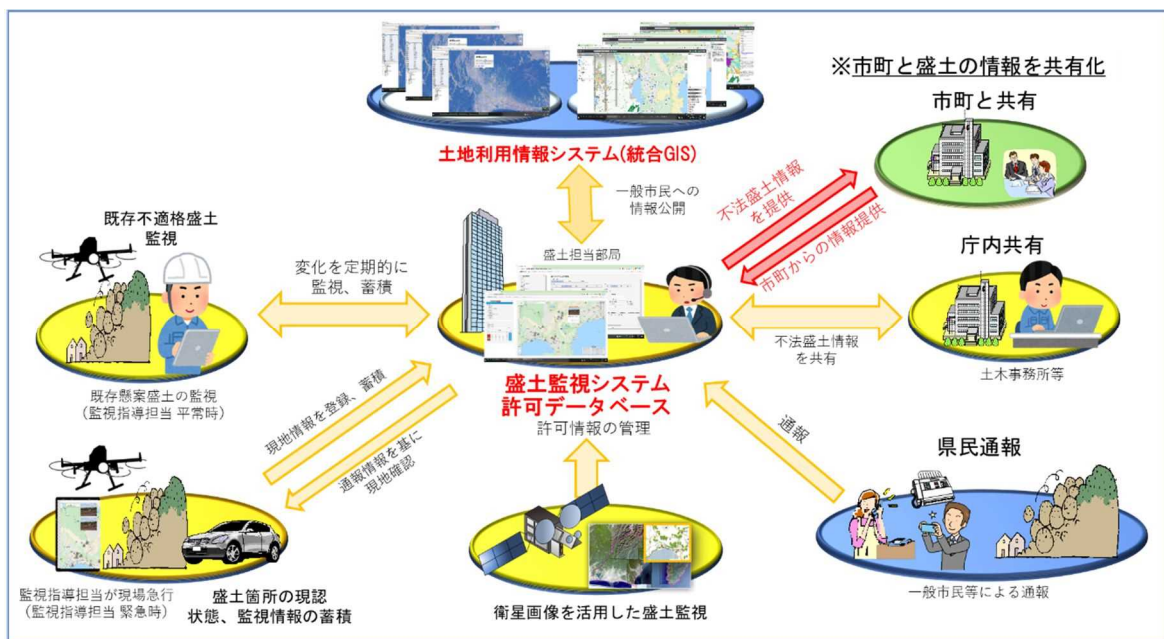 ※市町と盛土の情報を共有化
市町と共有
土地利用情報システム(統合GIS)
一般市民への
情報公開
不法盛土情報
を提供
市町からの情報提供
既存不適格盛土
監視
変化を定期的に
監視、蓄積
盛土担当部局
庁内共有
不法盛土情報
を共有
土木事務所等
既存懸案盛土の監視
(監視指導担当 平常時)
盛土監視システム
許可データベース
許可情報の管理
現地情報を登録、蓄積
通報情報を基に
現地確認
通報
県民通報
一般市民等による通報
監視指導担当が現場急行
(監視指導担当 緊急時)
盛土箇所の現認
状態、監視情報の蓄積
衛星画像を活用した盛土監視